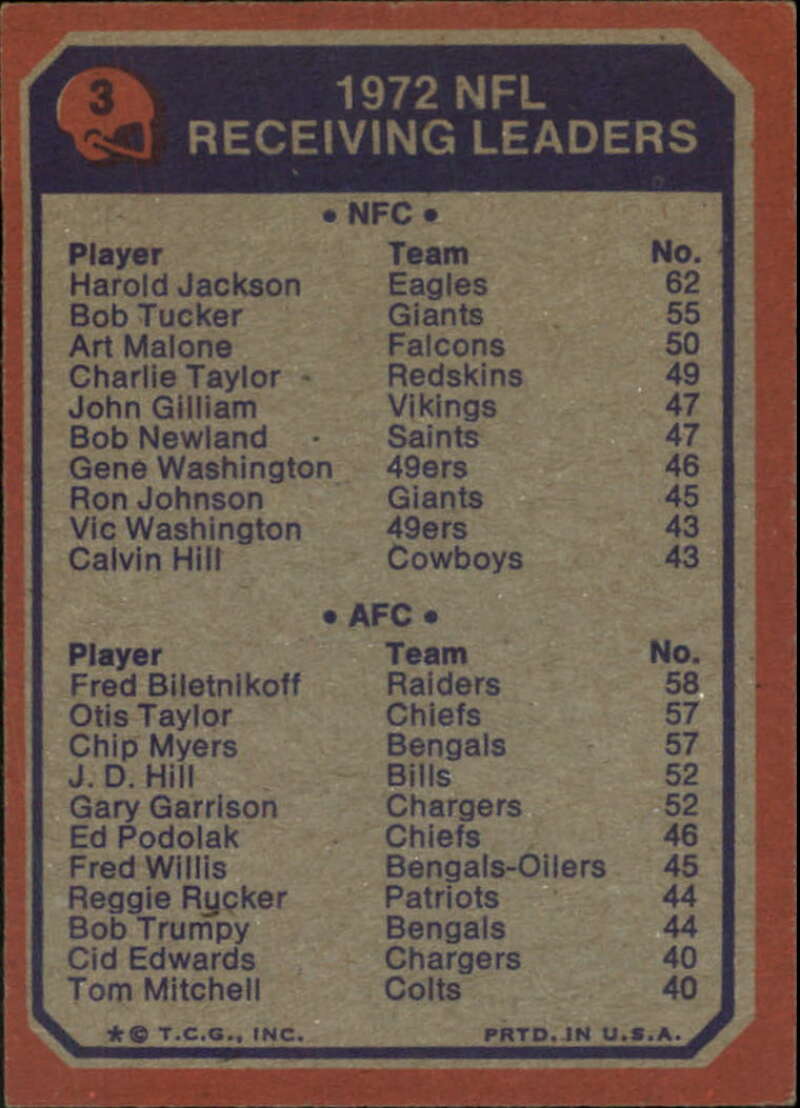 3
1972 NFL
RECEIVING LEADERS
• NFC •
Player Team No.
Harold Jackson Eagles 62
Bob Tucker Giants 55
Art Malone Falcons 50
Charlie Taylor Redskins 49
John Gilliam Vikings 47
Bob Newland Saints 47
Gene Washington 49ers 46
Ron Johnson Giants 45
Vic Washington 49ers 43
Calvin Hill Cowboys 43
• AFC •
Player Team No.
Fred Biletnikoff Raiders 58
Otis Taylor Chiefs 57
Chip Myers Bengals 57
J. D. Hill Bills 52
Gary Garrison Chargers 52
Ed Podolak Chiefs 46
Fred Willis Bengals-Oilers 45
Reggie Rucker Patriots 44
Bob Trumpy Bengals 44
Cid Edwards Chargers 40
Tom Mitchell Colts 40
★© T.C.G., INC. PRTD. IN U.S.A.